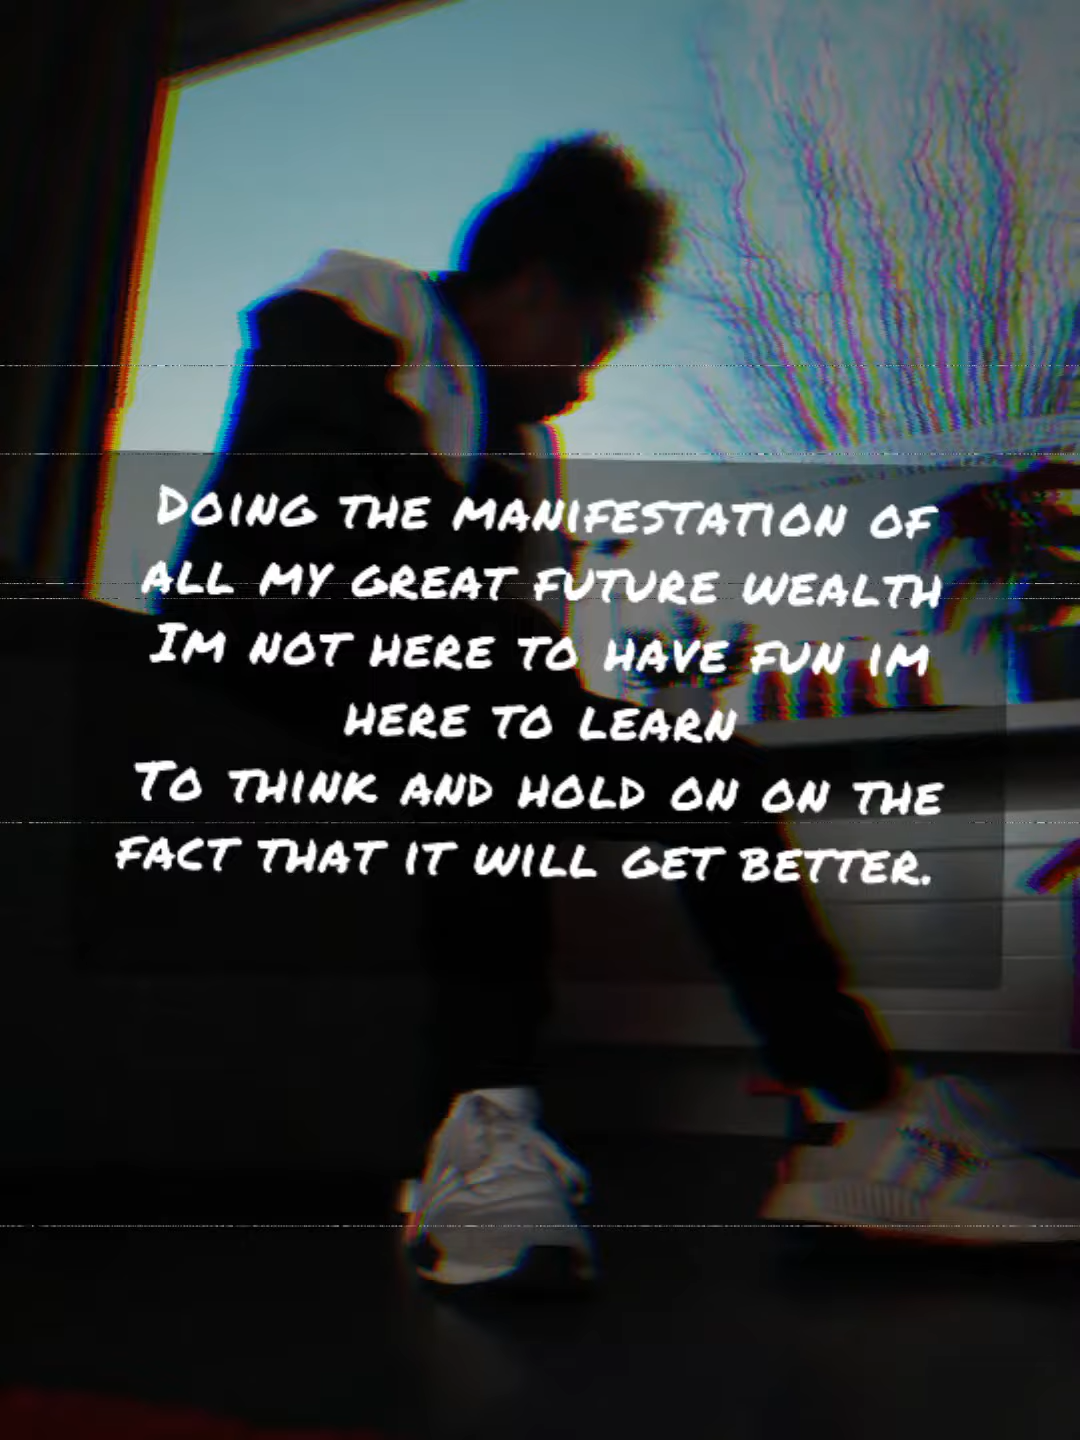 Doing the manifestation of
all my great future wealth
Im not here to have fun im
here to learn
To think and hold on on the
fact that it will get better.